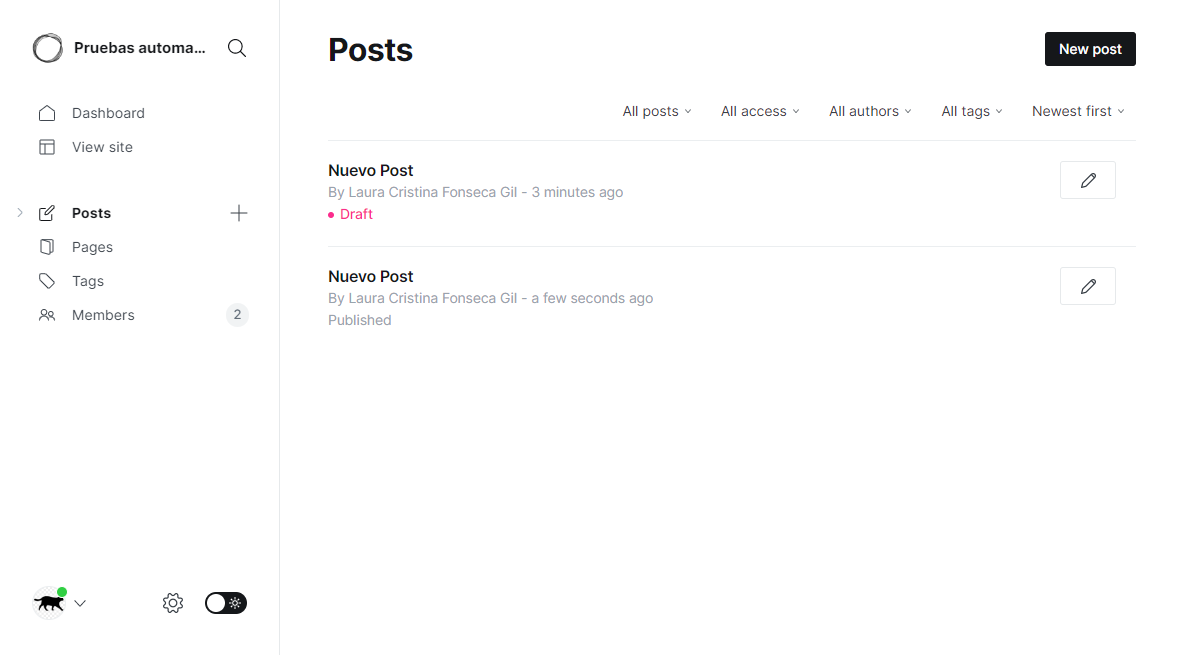 Pruebas automa...
Dashboard
View site
Posts
Pages
Tags
Members
2
Posts
New post
All posts
All access
All authors
All tags
Newest first
Nuevo Post
By Laura Cristina Fonseca Gil - 3 minutes ago
Draft
Nuevo Post
By Laura Cristina Fonseca Gil - a few seconds ago
Published